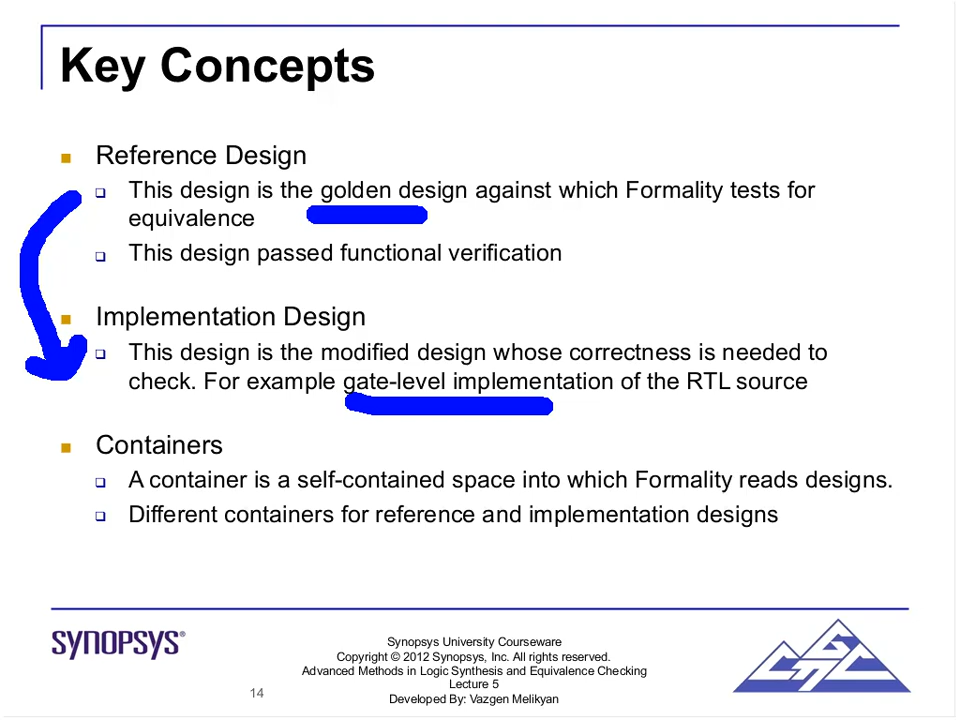 Key Concepts
Reference Design
This design is the golden design against which Formality tests for
equivalence
This design passed functional verification
Implementation Design
This design is the modified design whose correctness is needed to
check. For example gate-level implementation of the RTL source
Containers
A container is a self-contained space into which Formality reads designs.
Different containers for reference and implementation designs
SYNOPSYS®
Synopsys University Courseware
Copyright © 2012 Synopsys, Inc. All rights reserved.
Advanced Methods in Logic Synthesis and Equivalence Checking
Lecture 5
Developed By: Vazgen Melikyan
14